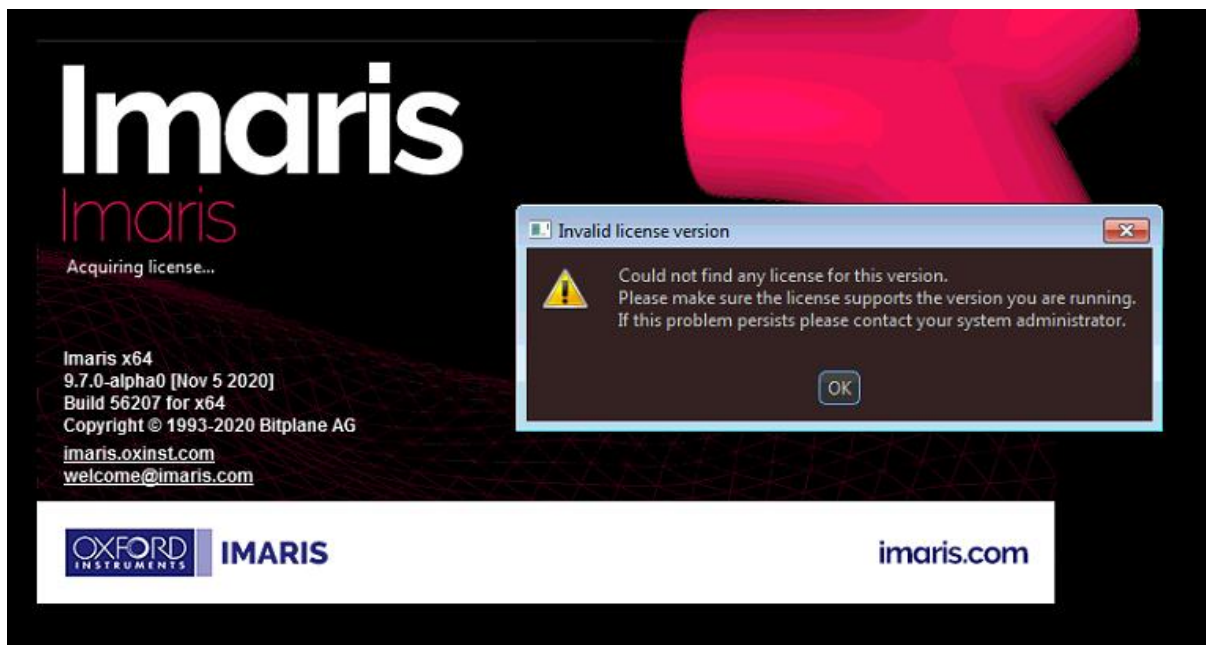 Imaris
Imaris
Acquiring license...
Invalid license version
Could not find any license for this version.
Please make sure the license supports the version you are running.
If this problem persists please contact your system administrator.
OK
Imaris x64
9.7.0-alpha0 [Nov 5 2020]
Build 56207 for x64
Copyright © 1993-2020 Bitplane AG
imaris.oxinst.com
welcome@imaris.com
OXFORD
INSTRUMENTS
IMARIS
imaris.com